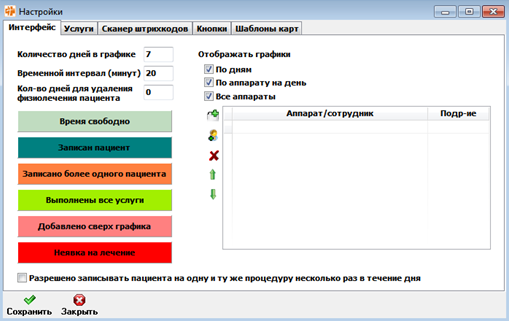 Настройки
Интерфейс Услуги Сканер штрихкодов Кнопки Шаблоны карт
Количество дней в графике 7
Временной интервал (минут) 20
Кол-во дней для удаления
физиолечения пациента 0
Отображать графики
По дням
По аппарату на день
Все аппараты
Время свободно
Записан пациент
Записано более одного пациента
Выполнены все услуги
Добавлено сверх графика
Неявка на лечение
Аппарат/сотрудник Подр-ие
Разрешено записывать пациента на одну и ту же процедуру несколько раз в течение дня
Сохранить Закрыть